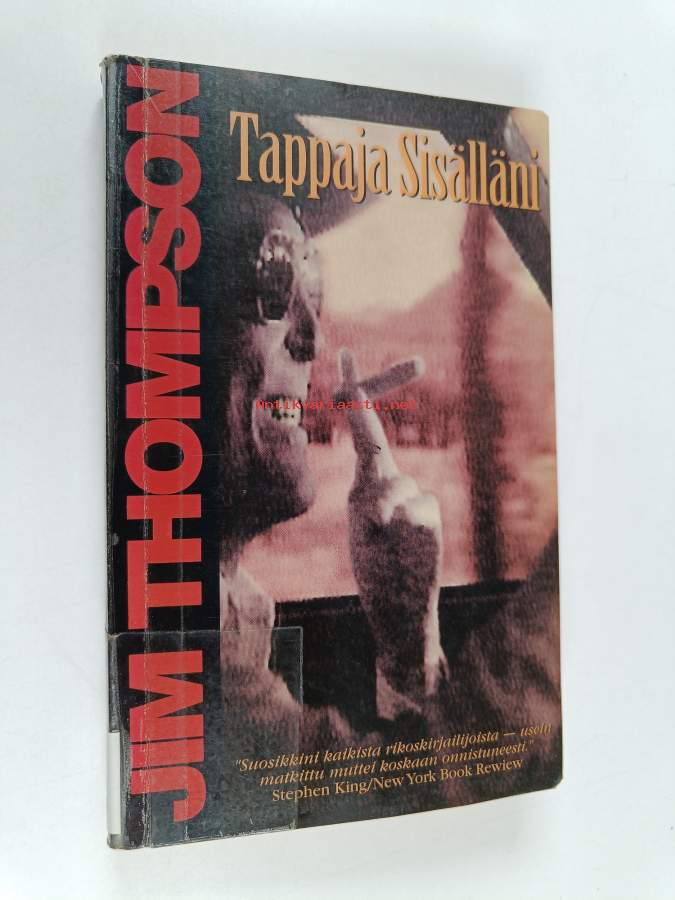 JIM THOMPSON
Tappaja Sisälläni
Antikvariaatti.net
"Suosikkini kaikista rikoskirjailijoista — usein
matkittu muttei koskaan onnistuneesti."
Stephen King/New York Book Rewiew